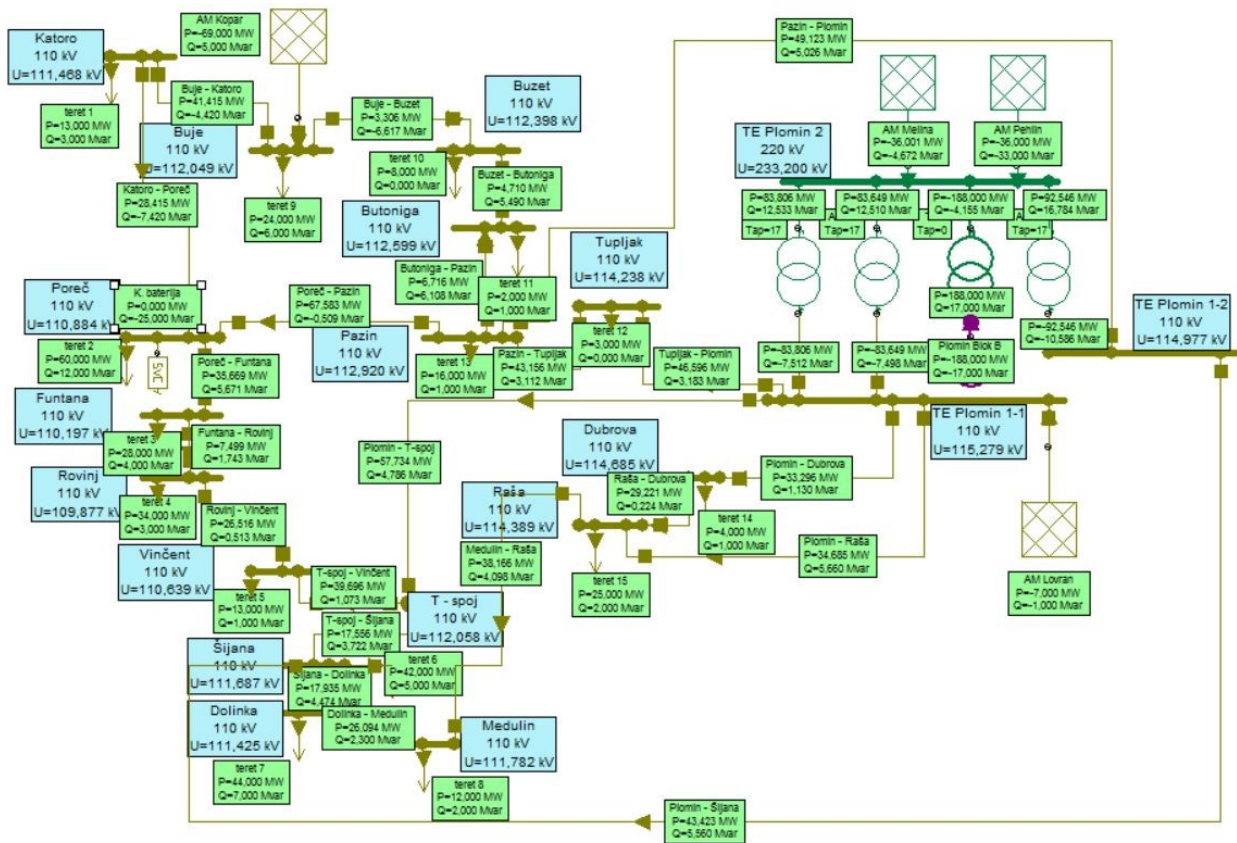 AM Kopar
P=-69,000 MW
Q=5,000 Mvar
Katoro
110 kV
U=111,468 kV
Pazin - Plomin
P=49,123 MW
Q=5,026 Mvar
Buje - Katoro
P=41,415 MW
Q=-4,420 Mvar
teret 1
P=13,000 MW
Q=3,000 Mvar
Buje - Buzet
P=3,306 MW
Q=-6,617 Mvar
Buzet
110 kV
U=112,398 kV
AM Melina
P=-36,001 MW
Q=-4,672 Mvar
AM Pehlin
P=-36,000 MW
Q=-33,000 Mvar
Buje
110 kV
U=112,049 kV
teret 10
P=8,000 MW
Q=0,000 Mvar
TE Plomin 2
220 kV
U=233,200 kV
Katoro - Poreč
P=28,415 MW
Q=-7,420 Mvar
teret 9
P=24,000 MW
Q=6,000 Mvar
Buzet - Butoniga
P=4,710 MW
Q=5,490 Mvar
P=83,806 MW
Q=12,533 Mvar
Tap=17
P=83,649 MW
Q=12,510 Mvar
Tap=17
P=-188,000 MW
Q=-4,155 Mvar
Tap=0
P=92,546 MW
Q=16,784 Mvar
Tap=17
Butoniga
110 kV
U=112,599 kV
Tupljak
110 kV
U=114,238 kV
Butoniga - Pazin
P=6,716 MW
Q=6,108 Mvar
teret 11
P=2,000 MW
Q=1,000 Mvar
Poreč
110 kV
U=110,884 kV
K. baterija
P=0,000 MW
Q=-25,000 Mvar
Poreč - Pazin
P=67,583 MW
Q=-0,509 Mvar
P=188,000 MW
Q=17,000 Mvar
TE Plomin 1-2
110 kV
U=114,977 kV
Plomin Blok B
P=-188,000 MW
Q=-17,000 Mvar
P=-92,546 MW
Q=-10,586 Mvar
teret 12
P=3,000 MW
Q=0,000 Mvar
Pazin
110 kV
U=112,920 kV
teret 2
P=60,000 MW
Q=12,000 Mvar
SVC
Poreč - Funtana
P=35,669 MW
Q=5,671 Mvar
teret 13
P=16,000 MW
Q=1,000 Mvar
Pazin - Tupljak
P=43,156 MW
Q=3,112 Mvar
Tupljak - Plomin
P=46,596 MW
Q=3,183 Mvar
P=-83,806 MW
Q=-7,512 Mvar
P=-83,649 MW
Q=-7,498 Mvar
Funtana
110 kV
U=110,197 kV
TE Plomin 1-1
110 kV
U=115,279 kV
teret 3
P=28,000 MW
Q=4,000 Mvar
Funtana - Rovinj
P=7,499 MW
Q=1,743 Mvar
Plomin - T-spoj
P=57,734 MW
Q=4,786 Mvar
Dubrova
110 kV
U=114,685 kV
Plomin - Dubrova
P=33,296 MW
Q=1,130 Mvar
Rovinj
110 kV
U=109,877 kV
teret 4
P=34,000 MW
Q=3,000 Mvar
Raša - Dubrova
P=29,221 MW
Q=0,224 Mvar
Raša
110 kV
U=114,389 kV
Rovinj - Vinčent
P=26,516 MW
Q=0,513 Mvar
teret 14
P=4,000 MW
Q=1,000 Mvar
Plomin - Raša
P=34,685 MW
Q=5,660 Mvar
Medulin - Raša
P=38,166 MW
Q=4,098 Mvar
Vinčent
110 kV
U=110,639 kV
T-spoj - Vinčent
P=39,696 MW
Q=1,073 Mvar
teret 15
P=25,000 MW
Q=2,000 Mvar
AM Lovran
P=-7,000 MW
Q=-1,000 Mvar
teret 5
P=13,000 MW
Q=1,000 Mvar
T - spoj
110 kV
U=112,058 kV
T-spoj - Šijana
P=17,556 MW
Q=3,722 Mvar
Šijana
110 kV
U=111,687 kV
teret 6
P=42,000 MW
Q=5,000 Mvar
Šijana - Dolinka
P=17,935 MW
Q=4,474 Mvar
Dolinka
110 kV
U=111,425 kV
Dolinka - Medulin
P=26,094 MW
Q=2,300 Mvar
Medulin
110 kV
U=111,782 kV
teret 7
P=44,000 MW
Q=7,000 Mvar
teret 8
P=12,000 MW
Q=2,000 Mvar
Plomin - Šijana
P=43,423 MW
Q=5,560 Mvar